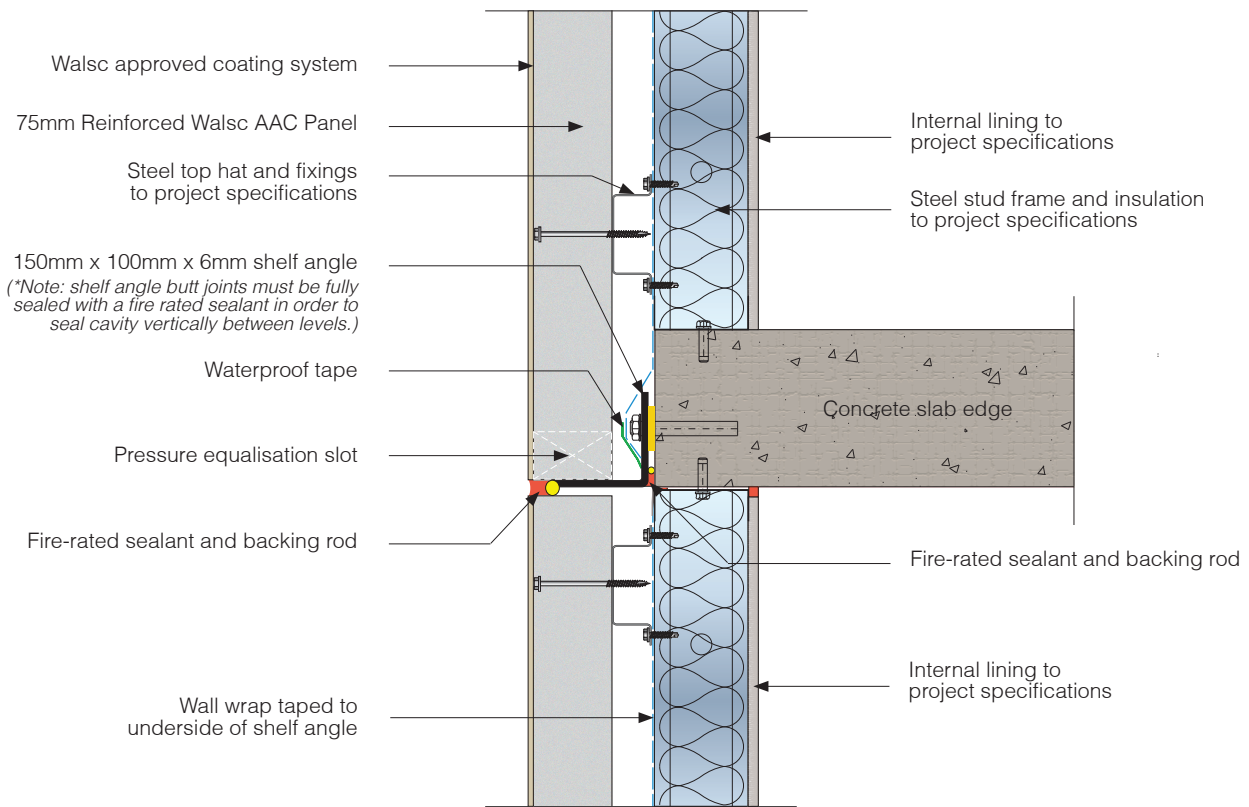 Walsc approved coating system
75mm Reinforced Walsc AAC Panel
Steel top hat and fixings
to project specifications
150mm x 100mm x 6mm shelf angle
(*Note: shelf angle butt joints must be fully
sealed with a fire rated sealant in order to
seal cavity vertically between levels.)
Waterproof tape
Pressure equalisation slot
Fire-rated sealant and backing rod
Wall wrap taped to
underside of shelf angle
Internal lining to
project specifications
Steel stud frame and insulation
to project specifications
Concrete slab edge
Fire-rated sealant and backing rod
Internal lining to
project specifications